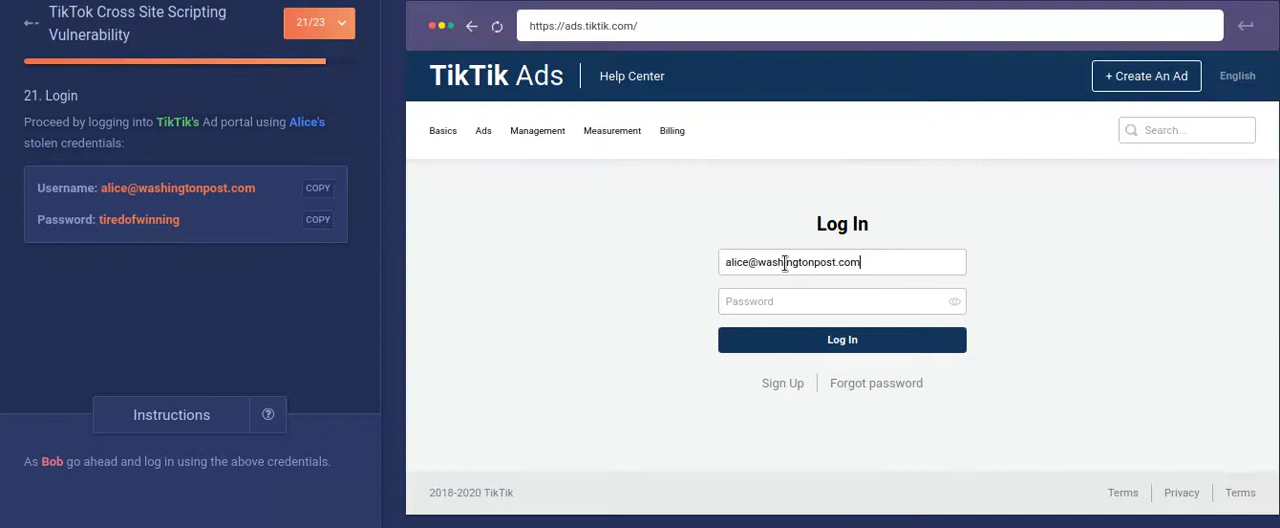 TikTok Cross Site Scripting
Vulnerability
21/23
21. Login
Proceed by logging into TikTik's Ad portal using Alice's
stolen credentials:
Username: alice@washingtonpost.com
COPY
Password: tiredofwinning
COPY
Instructions
?
As Bob go ahead and log in using the above credentials.
https://ads.tiktik.com/
TikTik Ads
Help Center
+ Create An Ad
English
Basics
Ads
Management
Measurement
Billing
Search...
Log In
alice@washingtonpost.com
Password
Log In
Sign Up
Forgot password
2018-2020 TikTik
Terms
Privacy
Terms